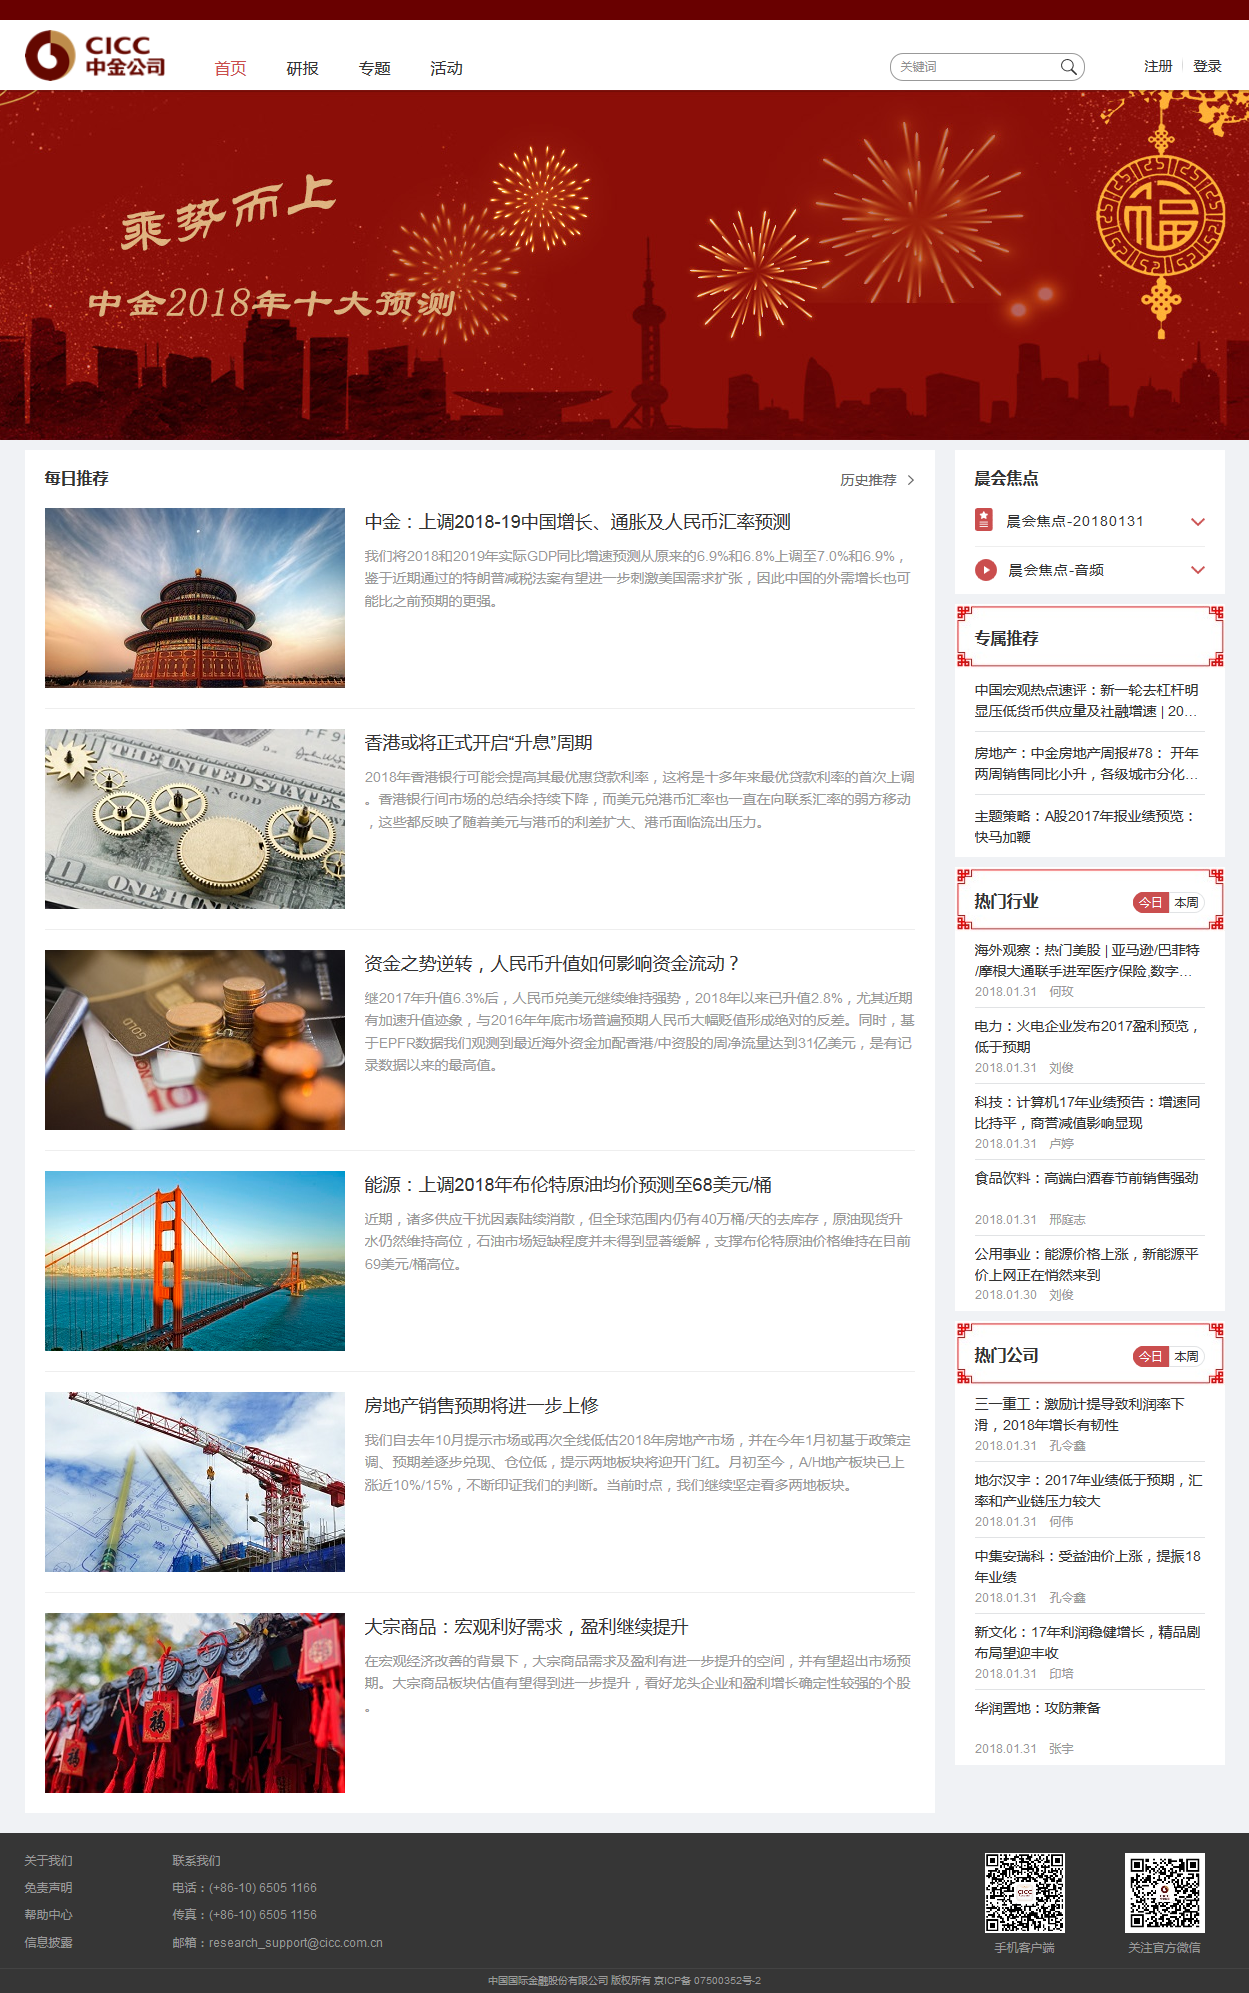 CICC
中金公司
首页 研报 专题 活动
关键词
注册 登录
乘势而上
中金2018年十大预测
每日推荐
历史推荐
中金：上调2018-19中国增长、通胀及人民币汇率预测
我们将2018和2019年实际GDP同比增速预测从原来的6.9%和6.8%上调至7.0%和6.9%，
鉴于近期通过的特朗普减税法案有望进一步刺激美国需求扩张，因此中国的外需增长也可
能比之前预期的更强。
香港或将正式开启“升息”周期
2018年香港银行可能会提高其最优惠贷款利率，这将是十多年来最优贷款利率的首次上调
。香港银行间市场的总结余持续下降，而美元兑港币汇率也一直在向联系汇率的弱方移动
，这些都反映了随着美元与港币的利差扩大、港币面临流出压力。
资金之势逆转，人民币升值如何影响资金流动？
继2017年升值6.3%后，人民币兑美元继续维持强势，2018年以来已升值2.8%，尤其近期
有加速升值迹象，与2016年年底市场普遍预期人民币大幅贬值形成绝对的反差。同时，基
于EPFR数据我们观测到最近海外资金加配香港/中资股的周净流量达到31亿美元，是有记
录数据以来的最高值。
能源：上调2018年布伦特原油均价预测至68美元/桶
近期，诸多供应干扰因素陆续消散，但全球范围内仍有40万桶/天的去库存，原油现货升
水仍然维持高位，石油市场短缺程度并未得到显著缓解，支撑布伦特原油价格维持在目前
69美元/桶高位。
房地产销售预期将进一步上修
我们自去年10月提示市场或再次全线低估2018年房地产市场，并在今年1月初基于政策定
调、预期差逐步兑现、仓位低，提示两地板块将迎开门红。月初至今，A/H地产板块已上
涨近10%/15%，不断印证我们的判断。当前时点，我们继续坚定看多两地板块。
大宗商品：宏观利好需求，盈利继续提升
在宏观经济改善的背景下，大宗商品需求及盈利有进一步提升的空间，并有望超出市场预
期。大宗商品板块估值有望得到进一步提升，看好龙头企业和盈利增长确定性较强的个股
。
晨会焦点
晨会焦点-20180131
晨会焦点-音频
专属推荐
中国宏观热点速评：新一轮去杠杆明
显压低货币供应量及社融增速 | 20...
房地产：中金房地产周报#78： 开年
两周销售同比小升，各级城市分化...
主题策略：A股2017年报业绩预览：
快马加鞭
热门行业
今日 本周
海外观察：热门美股 | 亚马逊/巴菲特
/摩根大通联手进军医疗保险,数字...
2018.01.31 何玫
电力：火电企业发布2017盈利预览，
低于预期
2018.01.31 刘俊
科技：计算机17年业绩预告：增速同
比持平，商誉减值影响显现
2018.01.31 卢婷
食品饮料：高端白酒春节前销售强劲
2018.01.31 邢庭志
公用事业：能源价格上涨，新能源平
价上网正在悄然来到
2018.01.30 刘俊
热门公司
今日 本周
三一重工：激励计提导致利润率下
滑，2018年增长有韧性
2018.01.31 孔令鑫
地尔汉宇：2017年业绩低于预期，汇
率和产业链压力较大
2018.01.31 何伟
中集安瑞科：受益油价上涨，提振18
年业绩
2018.01.31 孔令鑫
新文化：17年利润稳健增长，精品剧
布局望迎丰收
2018.01.31 印培
华润置地：攻防兼备
2018.01.31 张宇
关于我们
免责声明
帮助中心
信息披露
联系我们
电话：(+86-10) 6505 1166
传真：(+86-10) 6505 1156
邮箱：research_support@cicc.com.cn
手机客户端
关注官方微信
中国国际金融股份有限公司 版权所有 京ICP备 07500352号-2